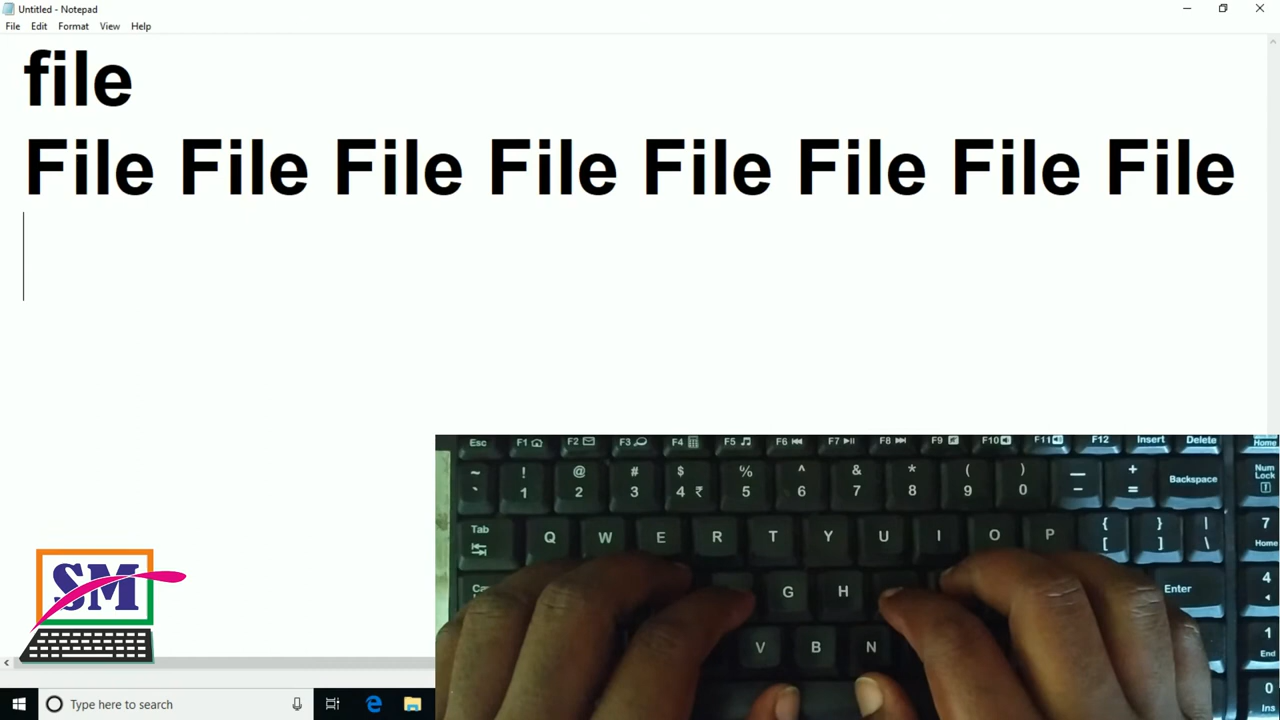 Untitled - Notepad
File Edit Format View Help
file
File File File File File File File File
Esc F1 F2 F3 F4 F5 F6 F7 F8 F9 F10 F11 F12 Insert Delete Home
~ ` ! 1 @ 2 # 3 $ 4 ₹ % 5 ^ 6 & 7 * 8 ( 9 ) 0 — - + = Backspace Num Lock
Tab Q W E R T Y U I O P { [ } ] | \ 7 Home
G H Enter 4
V B N 1 End
0 Ins
SM
Type here to search